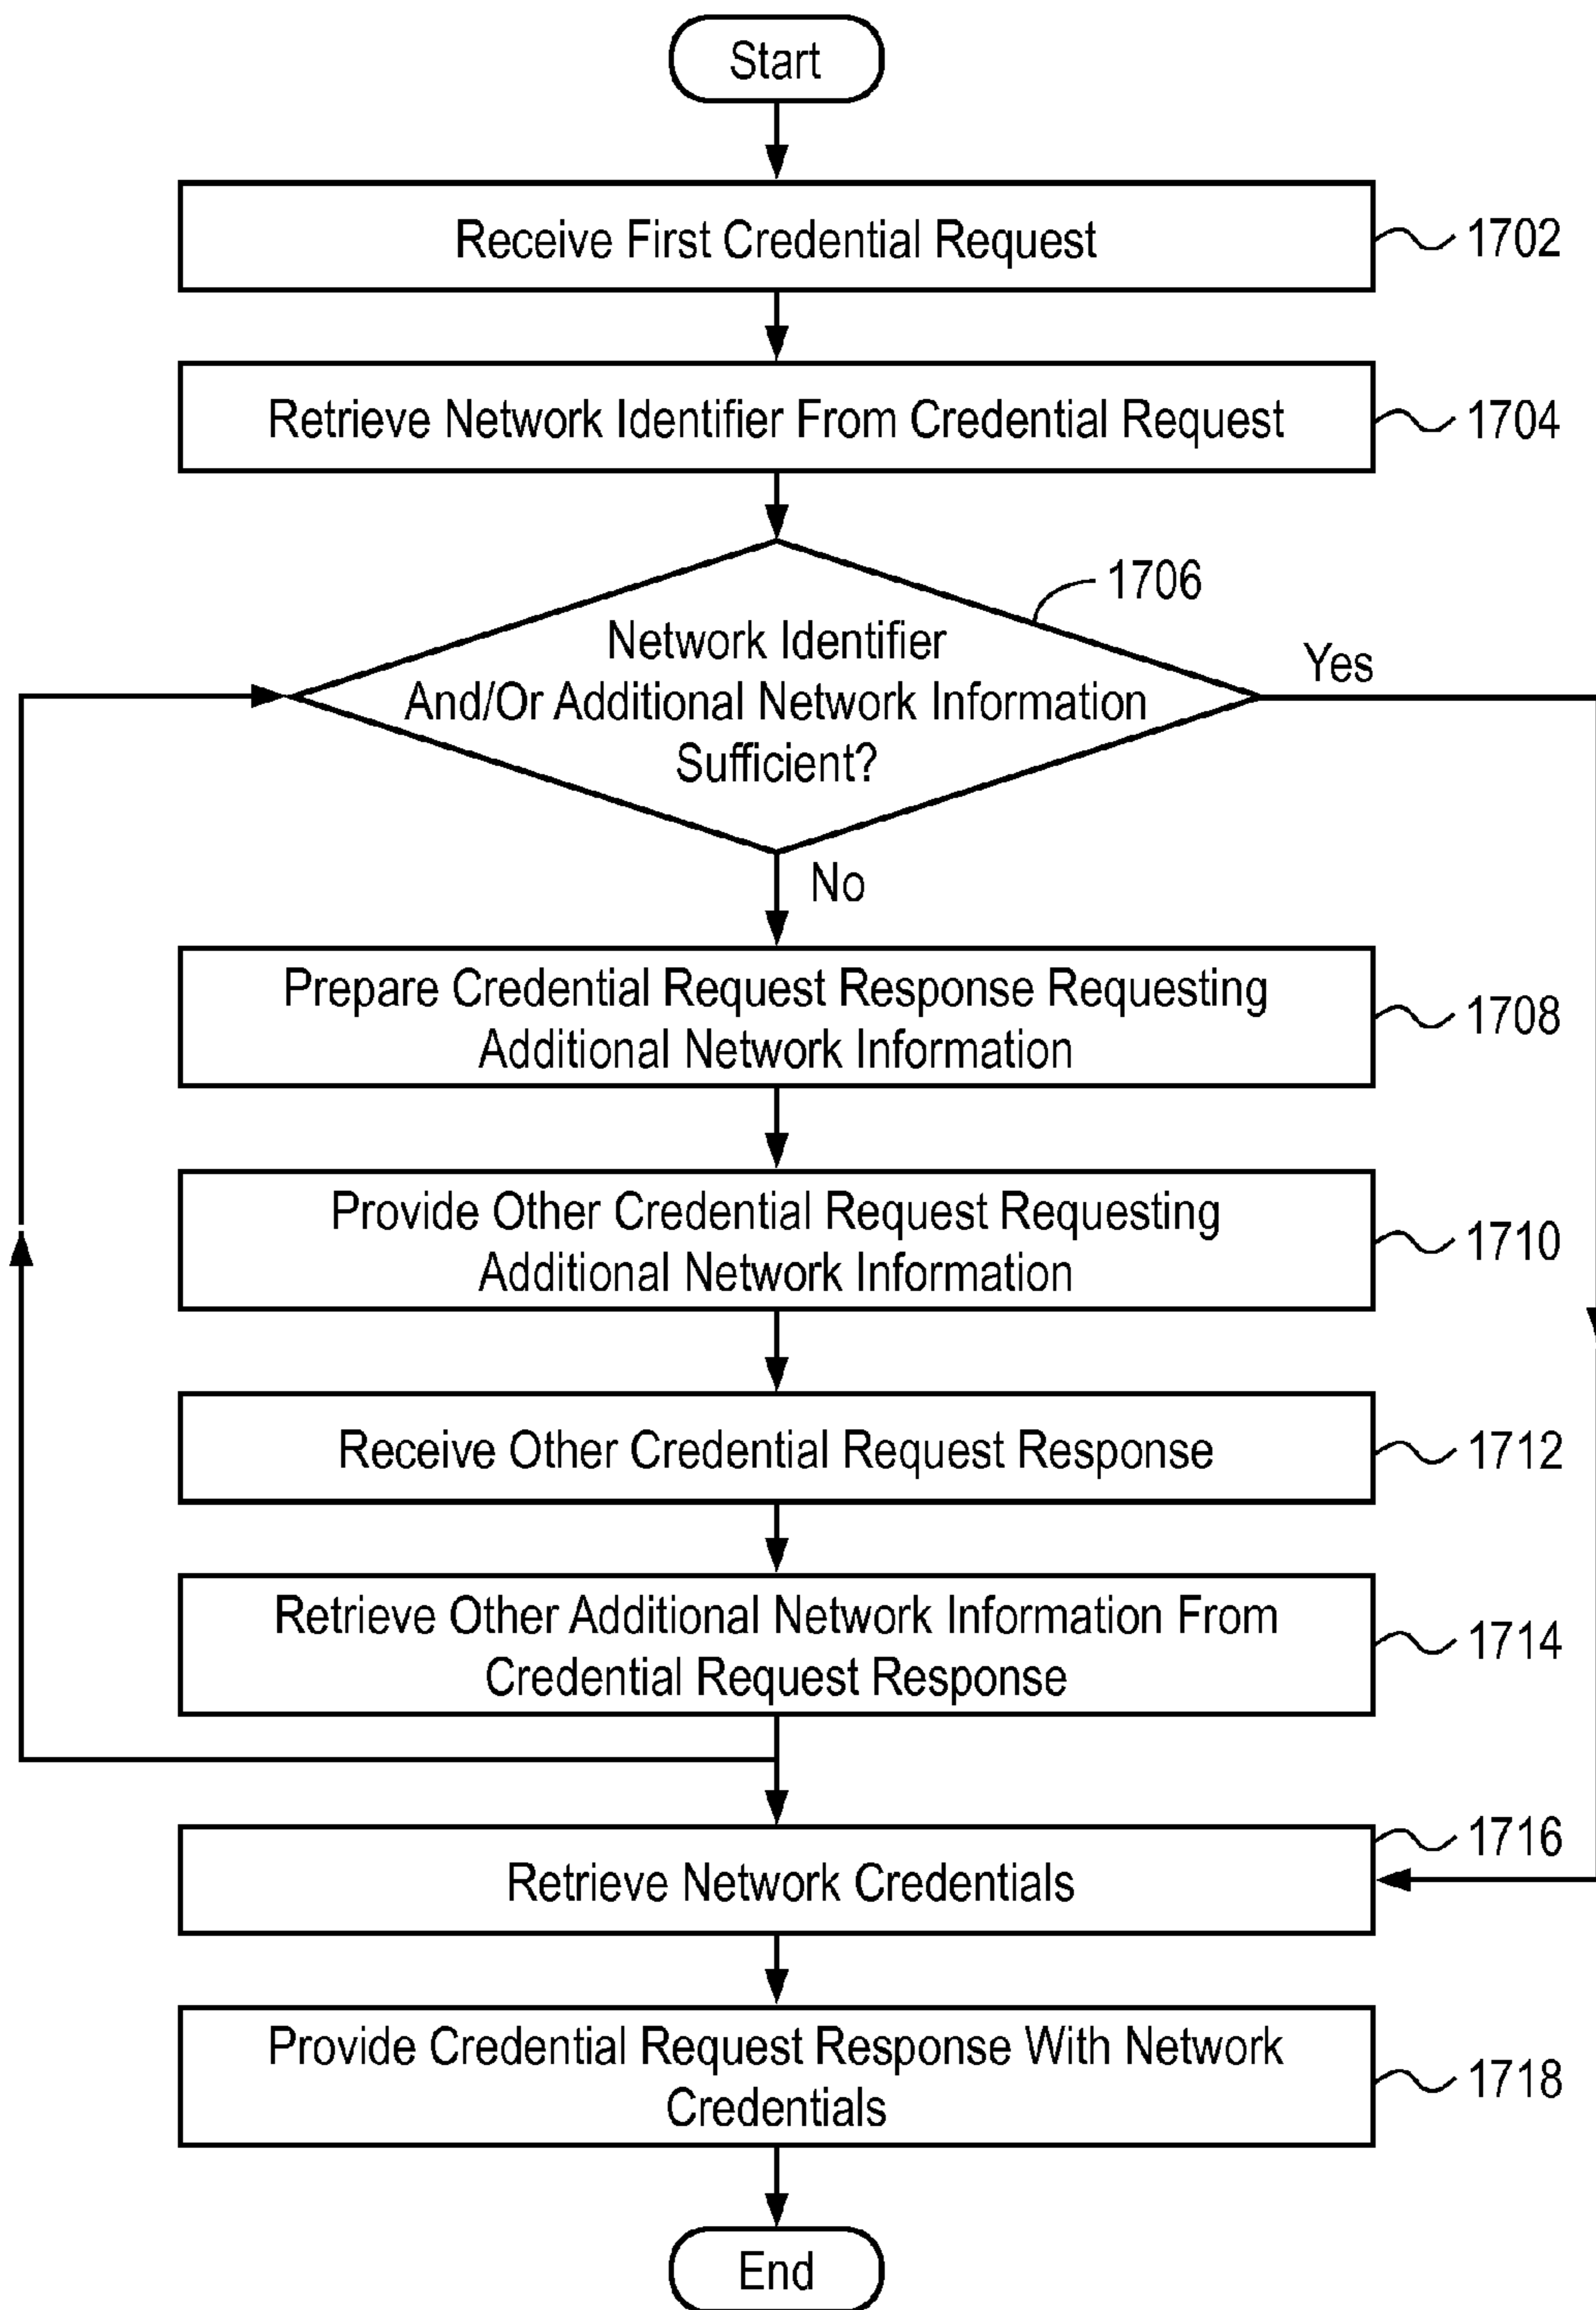 Start
Receive First Credential Request
1702
Retrieve Network Identifier From Credential Request
1704
1706
Network Identifier
And/Or Additional Network Information
Sufficient?
Yes
No
Prepare Credential Request Response Requesting
Additional Network Information
1708
Provide Other Credential Request Requesting
Additional Network Information
1710
Receive Other Credential Request Response
1712
Retrieve Other Additional Network Information From
Credential Request Response
1714
Retrieve Network Credentials
1716
Provide Credential Request Response With Network
Credentials
1718
End